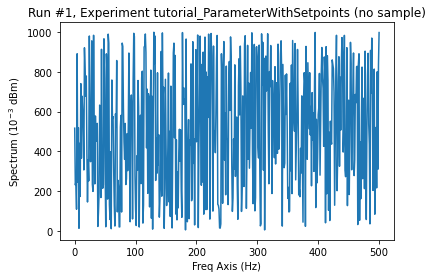 Run #1, Experiment tutorial_ParameterWithSetpoints (no sample)
1000
800
600
400
200
0
Spectrum (10⁻³ dBm)
0 100 200 300 400 500
Freq Axis (Hz)